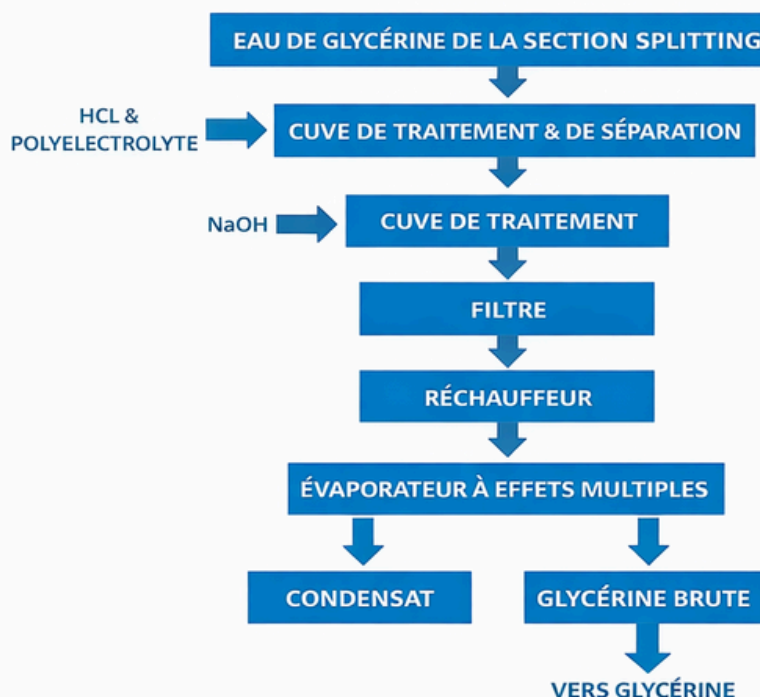 EAU DE GLYCÉRINE DE LA SECTION SPLITTING
HCL &
POLYELECTROLYTE
CUVE DE TRAITEMENT & DE SÉPARATION
NaOH
CUVE DE TRAITEMENT
FILTRE
RÉCHAUFFEUR
ÉVAPORATEUR À EFFETS MULTIPLES
CONDENSAT
GLYCÉRINE BRUTE
VERS GLYCÉRINE